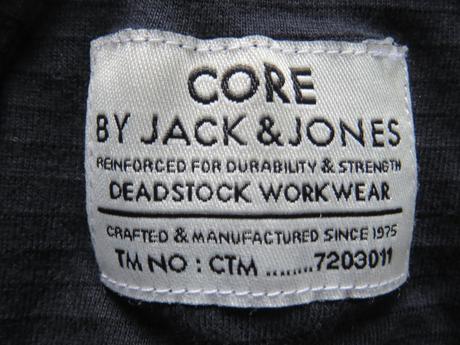 CORE
BY JACK & JONES
REINFORCED FOR DURABILITY & STRENGTH
DEADSTOCK WORKWEAR
CRAFTED & MANUFACTURED SINCE 1975
TM NO : CTM ........7203011